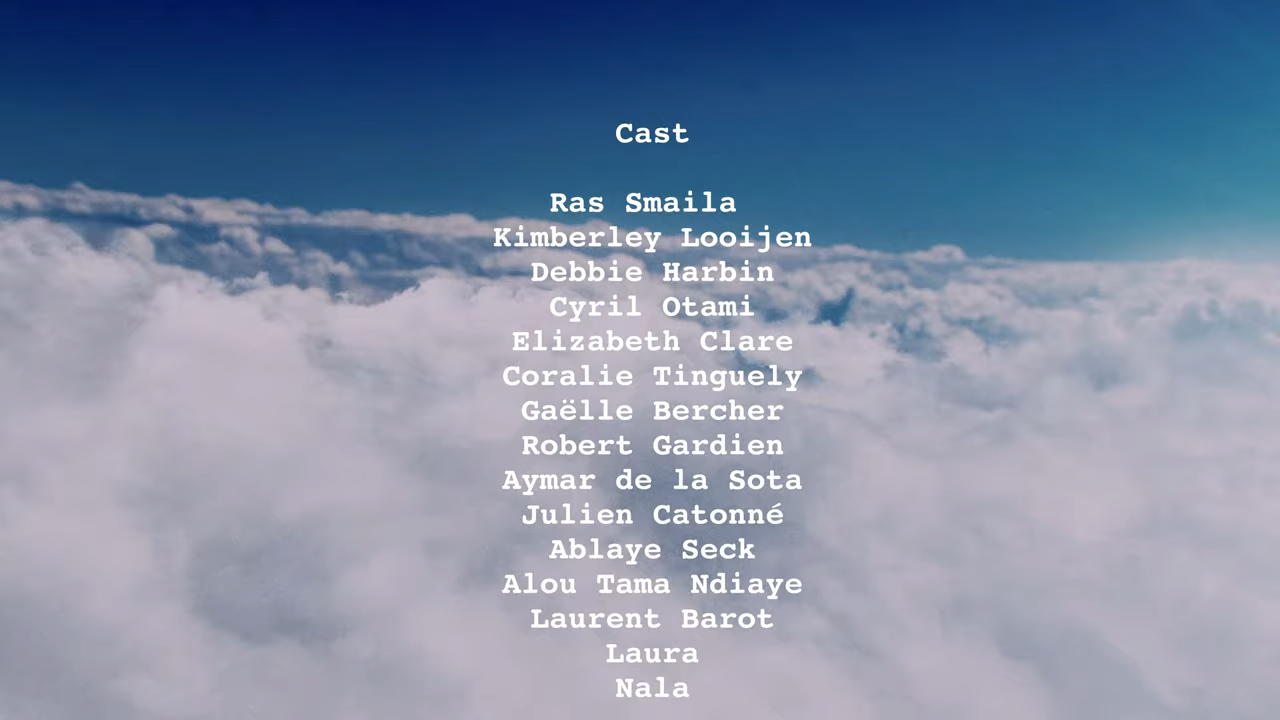 Cast
Ras Smaila
Kimberley Looijen
Debbie Harbin
Cyril Otami
Elizabeth Clare
Coralie Tinguely
Gaëlle Bercher
Robert Gardien
Aymar de la Sota
Julien Catonné
Ablaye Seck
Alou Tama Ndiaye
Laurent Barot
Laura
Nala